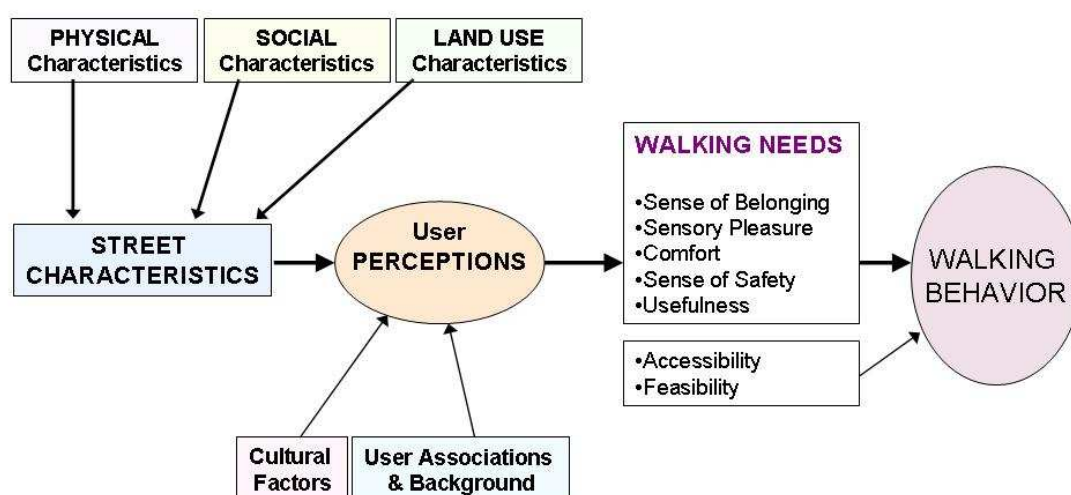 PHYSICAL
Characteristics
SOCIAL
Characteristics
LAND USE
Characteristics
STREET
CHARACTERISTICS
User
PERCEPTIONS
WALKING NEEDS
•Sense of Belonging
•Sensory Pleasure
•Comfort
•Sense of Safety
•Usefulness
•Accessibility
•Feasibility
WALKING
BEHAVIOR
Cultural
Factors
User Associations
& Background